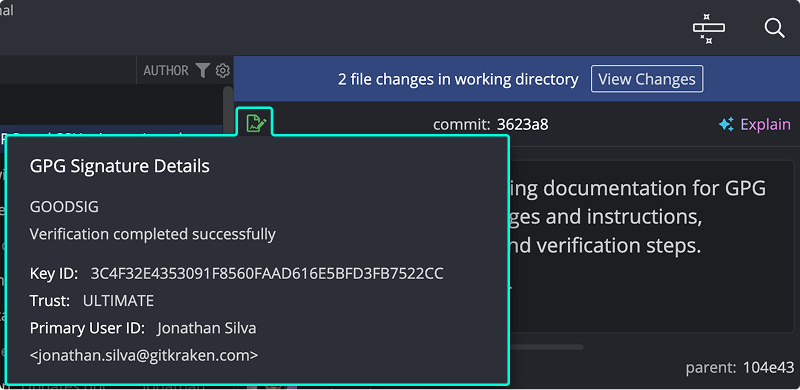 AUTHOR
2 file changes in working directory View Changes
commit: 3623a8 Explain
GPG Signature Details
GOODSIG
Verification completed successfully
Key ID: 3C4F32E4353091F8560FAAD616E5BFD3FB7522CC
Trust: ULTIMATE
Primary User ID: Jonathan Silva
<jonathan.silva@gitkraken.com>
ing documentation for GPG
ges and instructions,
nd verification steps.
parent: 104e43